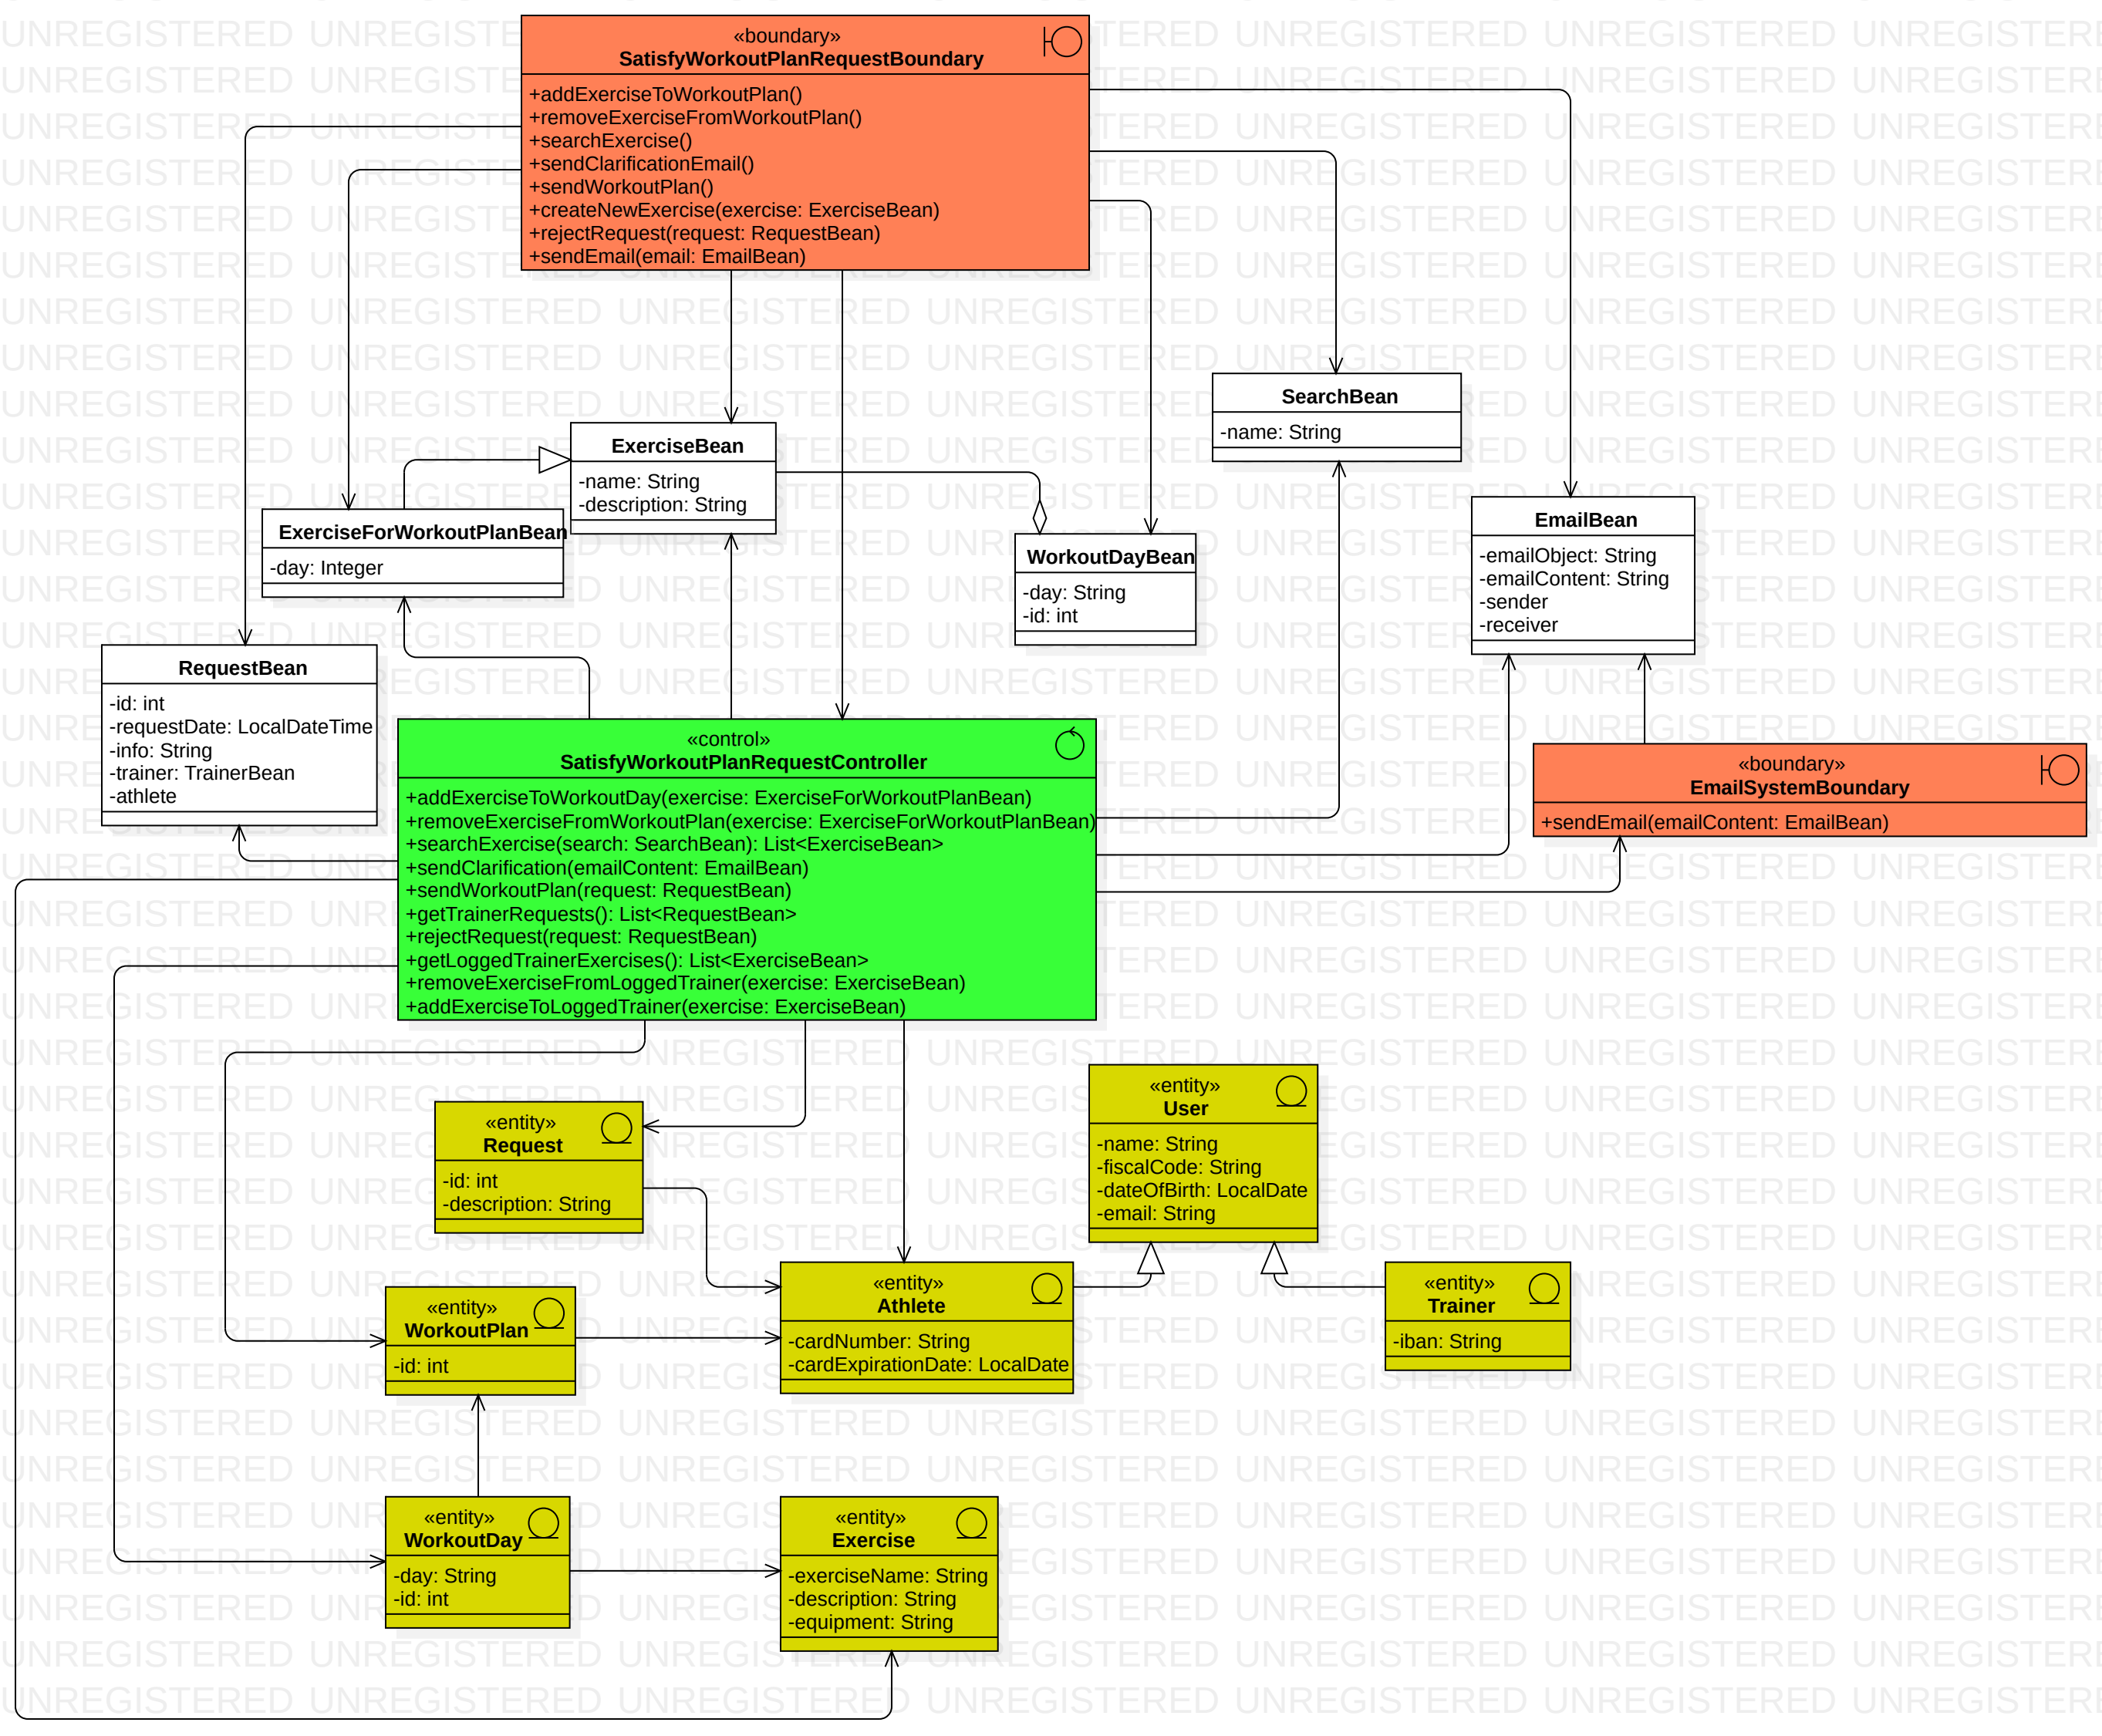 «boundary»
SatisfyWorkoutPlanRequestBoundary
+addExerciseToWorkoutPlan()
+removeExerciseFromWorkoutPlan()
+searchExercise()
+sendClarificationEmail()
+sendWorkoutPlan()
+createNewExercise(exercise: ExerciseBean)
+rejectRequest(request: RequestBean)
+sendEmail(email: EmailBean)
SearchBean
-name: String
ExerciseBean
-name: String
-description: String
ExerciseForWorkoutPlanBean
-day: Integer
WorkoutDayBean
-day: String
-id: int
EmailBean
-emailObject: String
-emailContent: String
-sender
-receiver
RequestBean
-id: int
-requestDate: LocalDateTime
-info: String
-trainer: TrainerBean
-athlete
«control»
SatisfyWorkoutPlanRequestController
+addExerciseToWorkoutDay(exercise: ExerciseForWorkoutPlanBean)
+removeExerciseFromWorkoutPlan(exercise: ExerciseForWorkoutPlanBean)
+searchExercise(search: SearchBean): List<ExerciseBean>
+sendClarification(emailContent: EmailBean)
+sendWorkoutPlan(request: RequestBean)
+getTrainerRequests(): List<RequestBean>
+rejectRequest(request: RequestBean)
+getLoggedTrainerExercises(): List<ExerciseBean>
+removeExerciseFromLoggedTrainer(exercise: ExerciseBean)
+addExerciseToLoggedTrainer(exercise: ExerciseBean)
«boundary»
EmailSystemBoundary
+sendEmail(emailContent: EmailBean)
«entity»
User
-name: String
-fiscalCode: String
-dateOfBirth: LocalDate
-email: String
«entity»
Request
-id: int
-description: String
«entity»
Athlete
-cardNumber: String
-cardExpirationDate: LocalDate
«entity»
Trainer
-iban: String
«entity»
WorkoutPlan
-id: int
«entity»
WorkoutDay
-day: String
-id: int
«entity»
Exercise
-exerciseName: String
-description: String
-equipment: String
UNREGISTERED UNREGISTERED UNREGISTERED UNREGISTERED UNREGISTERED UNREGISTERED